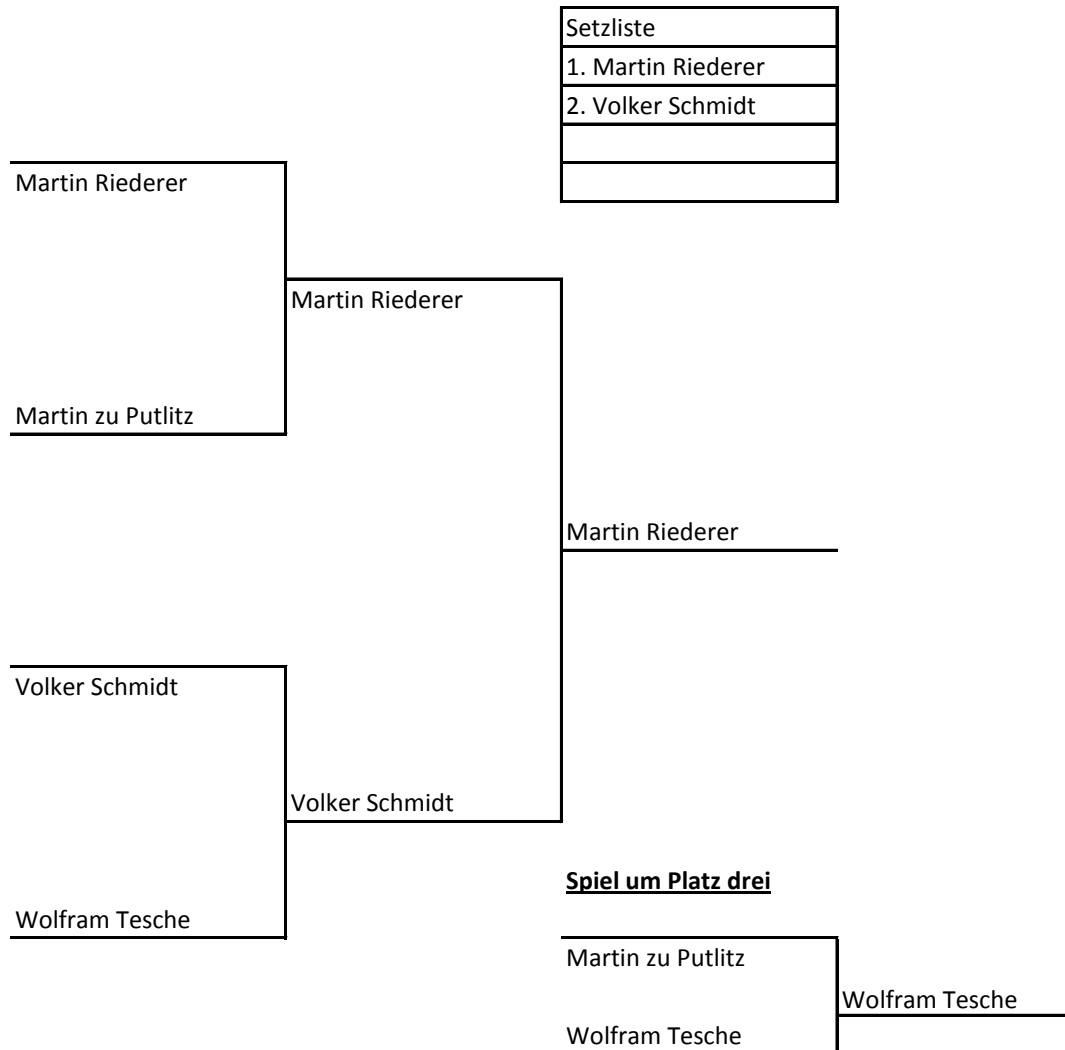 Setzliste
1. Martin Riederer
2. Volker Schmidt
Martin Riederer
Martin Riederer
Martin zu Putlitz
Martin Riederer
Volker Schmidt
Volker Schmidt
Spiel um Platz drei
Wolfram Tesche
Martin zu Putlitz
Wolfram Tesche
Wolfram Tesche